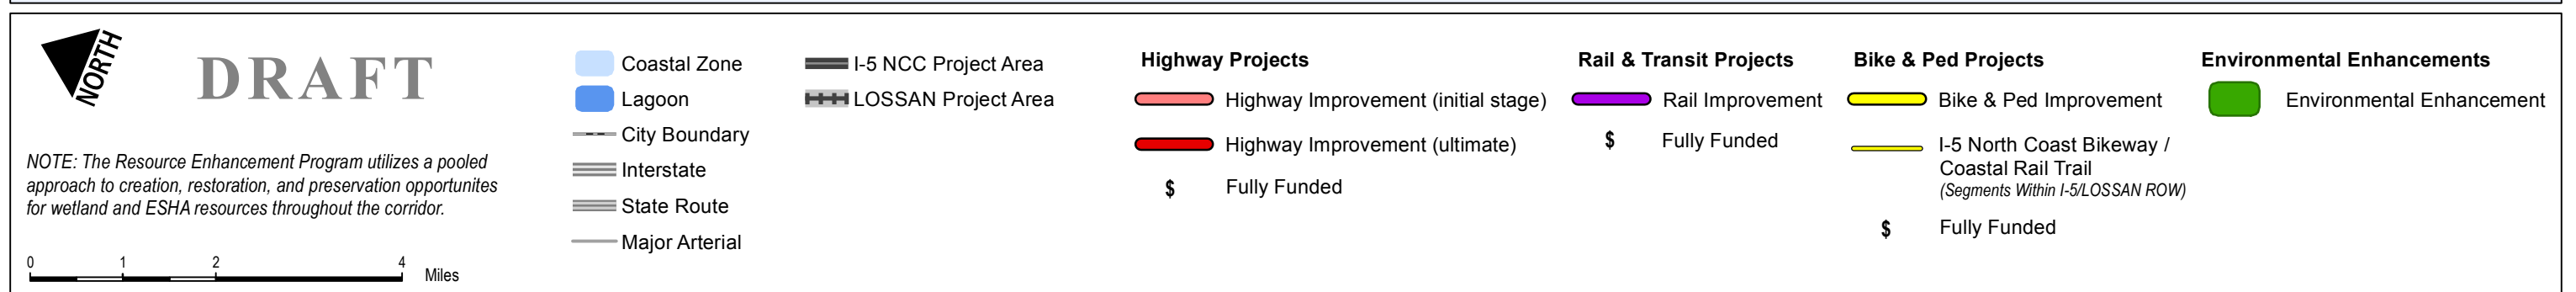 NORTH
DRAFT
NOTE: The Resource Enhancement Program utilizes a pooled
approach to creation, restoration, and preservation opportunites
for wetland and ESHA resources throughout the corridor.
0 1 2 4 Miles
Coastal Zone
Lagoon
City Boundary
Interstate
State Route
Major Arterial
I-5 NCC Project Area
LOSSAN Project Area
Highway Projects
Highway Improvement (initial stage)
Highway Improvement (ultimate)
$ Fully Funded
Rail & Transit Projects
Rail Improvement
$ Fully Funded
Bike & Ped Projects
Bike & Ped Improvement
I-5 North Coast Bikeway /
Coastal Rail Trail
(Segments Within I-5/LOSSAN ROW)
$ Fully Funded
Environmental Enhancements
Environmental Enhancement